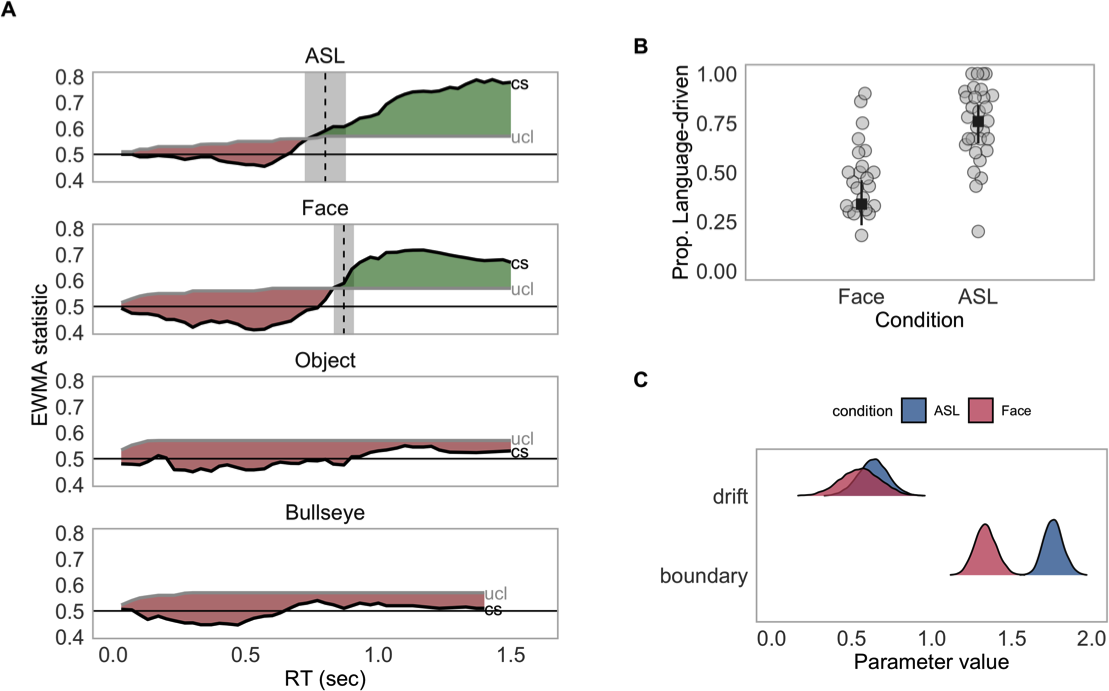 A
EWMA statistic
ASL
0.8
0.7
0.6
0.5
0.4
cs
ucl
Face
0.8
0.7
0.6
0.5
0.4
cs
ucl
Object
0.8
0.7
0.6
0.5
0.4
ucl
cs
Bullseye
0.8
0.7
0.6
0.5
0.4
ucl
cs
0.0 0.5 1.0 1.5
RT (sec)
B
Prop. Language-driven
1.00
0.75
0.50
0.25
0.00
Face ASL
Condition
C
condition ASL Face
drift
boundary
0.0 0.5 1.0 1.5 2.0
Parameter value